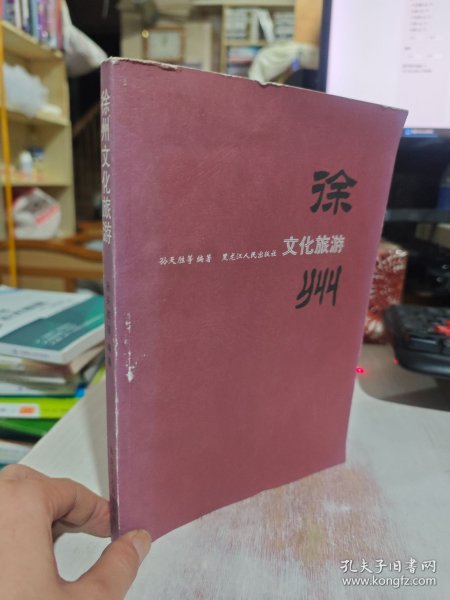 徐州文化旅游
徐
孙天胜等 编著 黑龙江人民出版社 文化旅游
州
孔夫子旧书网
www.kongfz.com